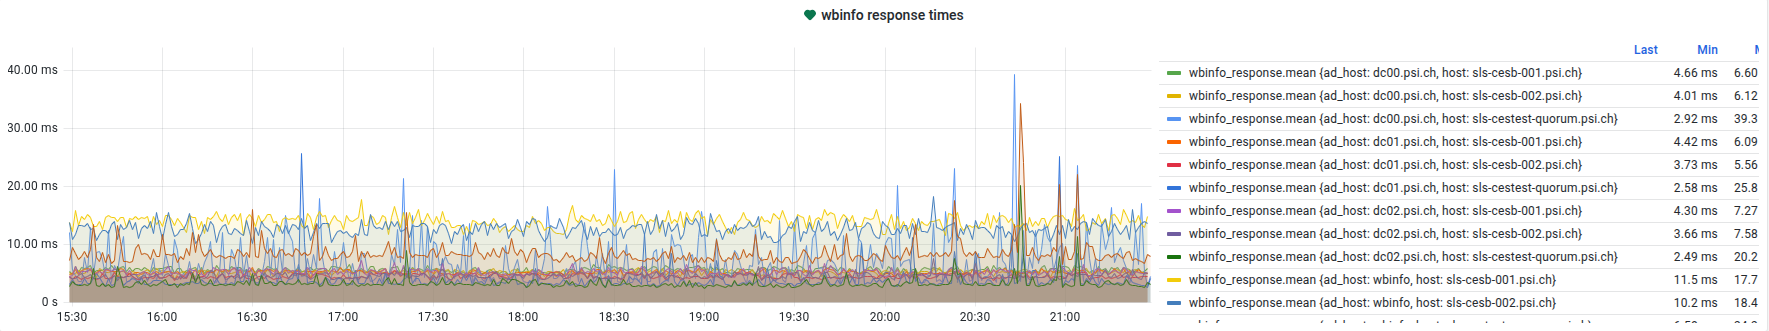 wbinfo response times
Last Min
40.00 ms
30.00 ms
20.00 ms
10.00 ms
0 s
15:30 16:00 16:30 17:00 17:30 18:00 18:30 19:00 19:30 20:00 20:30 21:00
wbinfo_response.mean {ad_host: dc00.psi.ch, host: sls-cesb-001.psi.ch} 4.66 ms 6.60
wbinfo_response.mean {ad_host: dc00.psi.ch, host: sls-cesb-002.psi.ch} 4.01 ms 6.12
wbinfo_response.mean {ad_host: dc00.psi.ch, host: sls-cestest-quorum.psi.ch} 2.92 ms 39.3
wbinfo_response.mean {ad_host: dc01.psi.ch, host: sls-cesb-001.psi.ch} 4.42 ms 6.09
wbinfo_response.mean {ad_host: dc01.psi.ch, host: sls-cesb-002.psi.ch} 3.73 ms 5.56
wbinfo_response.mean {ad_host: dc01.psi.ch, host: sls-cestest-quorum.psi.ch} 2.58 ms 25.8
wbinfo_response.mean {ad_host: dc02.psi.ch, host: sls-cesb-001.psi.ch} 4.30 ms 7.27
wbinfo_response.mean {ad_host: dc02.psi.ch, host: sls-cesb-002.psi.ch} 3.66 ms 7.58
wbinfo_response.mean {ad_host: dc02.psi.ch, host: sls-cestest-quorum.psi.ch} 2.49 ms 20.2
wbinfo_response.mean {ad_host: wbinfo, host: sls-cesb-001.psi.ch} 11.5 ms 17.7
wbinfo_response.mean {ad_host: wbinfo, host: sls-cesb-002.psi.ch} 10.2 ms 18.4